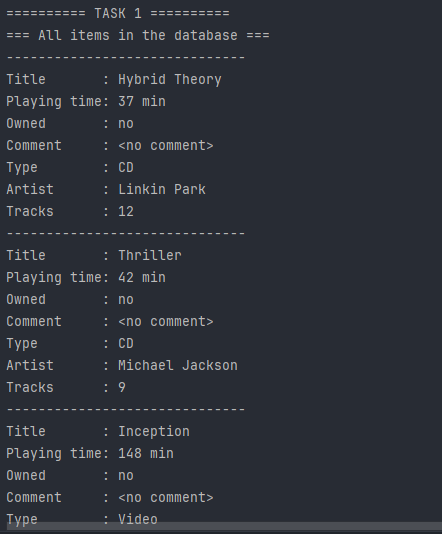 ========== TASK 1 ==========
=== All items in the database ===
------------------------------
Title       : Hybrid Theory
Playing time: 37 min
Owned       : no
Comment     : <no comment>
Type        : CD
Artist      : Linkin Park
Tracks      : 12
------------------------------
Title       : Thriller
Playing time: 42 min
Owned       : no
Comment     : <no comment>
Type        : CD
Artist      : Michael Jackson
Tracks      : 9
------------------------------
Title       : Inception
Playing time: 148 min
Owned       : no
Comment     : <no comment>
Type        : Video